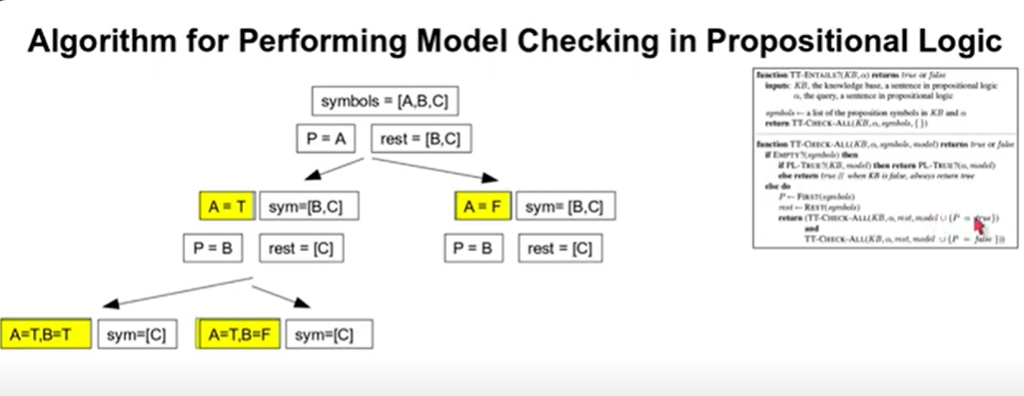 Algorithm for Performing Model Checking in Propositional Logic
symbols = [A,B,C]
P = A
rest = [B,C]
A = T
sym=[B,C]
A = F
sym= [B,C]
P = B
rest = [C]
P = B
rest = [C]
A=T,B=T
sym=[C]
A=T,B=F
sym=[C]
function TT-ENTAILS?(KB, α) returns true or false
inputs: KB, the knowledge base, a sentence in propositional logic
α, the query, a sentence in propositional logic
symbols ← a list of the proposition symbols in KB and α
return TT-CHECK-ALL(KB, α, symbols, { })
function TT-CHECK-ALL(KB, α, symbols, model) returns true or false
if EMPTY?(symbols) then
if PL-TRUE?(KB, model) then return PL-TRUE?(α, model)
else return true // when KB is false, always return true
else do
P ← FIRST(symbols)
rest ← REST(symbols)
return (TT-CHECK-ALL(KB, α, rest, model ∪ {P = true})
and
TT-CHECK-ALL(KB, α, rest, model ∪ {P = false }))